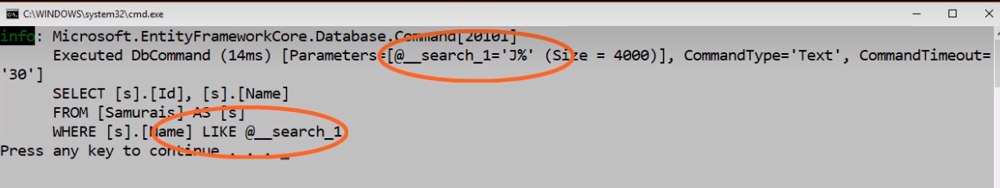 C:\WINDOWS\system32\cmd.exe
info: Microsoft.EntityFrameworkCore.Database.Command[20101]
Executed DbCommand (14ms) [Parameters=[@__search_1='J%' (Size = 4000)], CommandType='Text', CommandTimeout=
'30']
SELECT [s].[Id], [s].[Name]
FROM [Samurais] AS [s]
WHERE [s].[Name] LIKE @__search_1
Press any key to continue . . . _